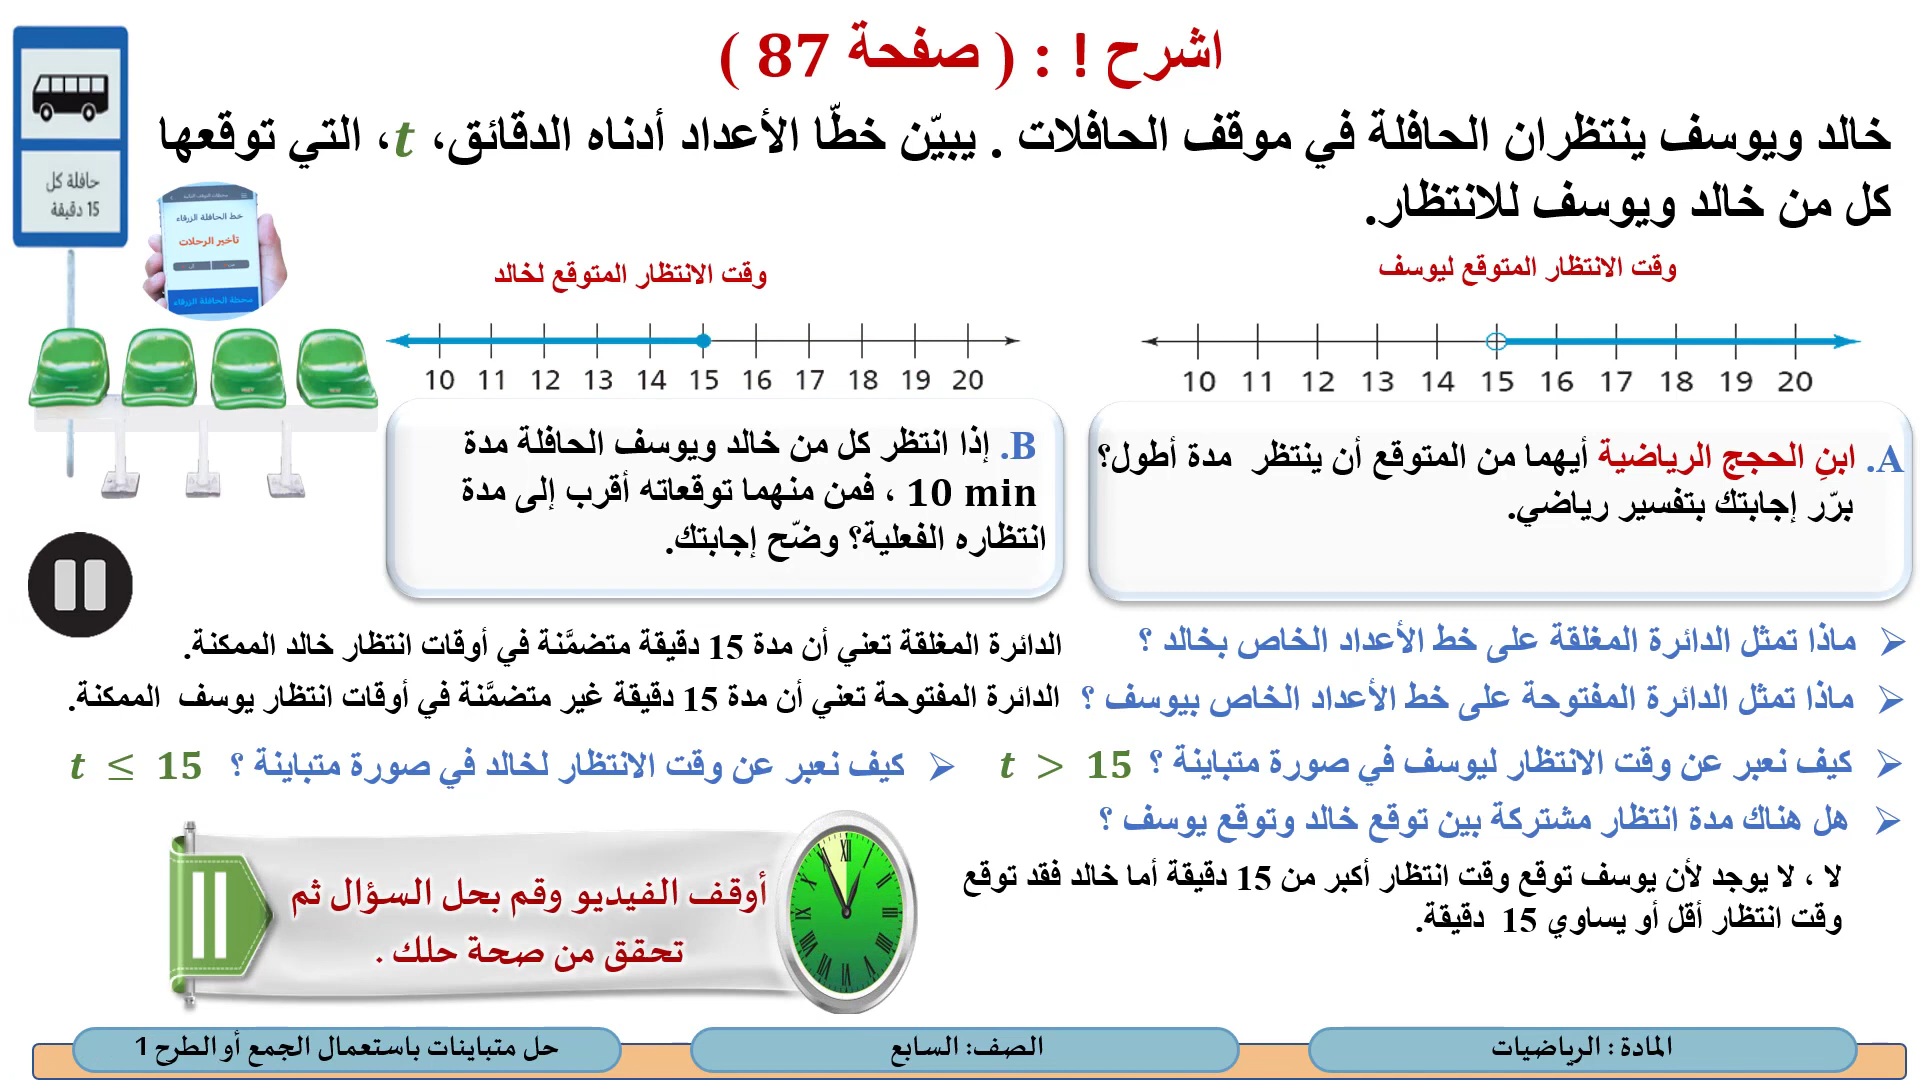 اشرح ! : ( صفحة 87 )
خالد ويوسف ينتظران الحافلة في موقف الحافلات . يبيّن خطّا الأعداد أدناه الدقائق، t، التي توقعها
كل من خالد ويوسف للانتظار.
حافلة كل
15 دقيقة
خط الحافلة الزرقاء
تأخير الرحلات
محطة الحافلة الزرقاء
وقت الانتظار المتوقع ليوسف
10 11 12 13 14 15 16 17 18 19 20
وقت الانتظار المتوقع لخالد
10 11 12 13 14 15 16 17 18 19 20
A. ابنِ الحجج الرياضية أيهما من المتوقع أن ينتظر مدة أطول؟
برّر إجابتك بتفسير رياضي.
B. إذا انتظر كل من خالد ويوسف الحافلة مدة
10 min ، فمن منهما توقعاته أقرب إلى مدة
انتظاره الفعلية؟ وضّح إجابتك.
ماذا تمثل الدائرة المغلقة على خط الأعداد الخاص بخالد ؟ الدائرة المغلقة تعني أن مدة 15 دقيقة متضمَّنة في أوقات انتظار خالد الممكنة.
ماذا تمثل الدائرة المفتوحة على خط الأعداد الخاص بيوسف ؟ الدائرة المفتوحة تعني أن مدة 15 دقيقة غير متضمَّنة في أوقات انتظار يوسف الممكنة.
كيف نعبر عن وقت الانتظار ليوسف في صورة متباينة ؟ t > 15
كيف نعبر عن وقت الانتظار لخالد في صورة متباينة ؟ t ≤ 15
هل هناك مدة انتظار مشتركة بين توقع خالد وتوقع يوسف ؟
لا ، لا يوجد لأن يوسف توقع وقت انتظار أكبر من 15 دقيقة أما خالد فقد توقع
وقت انتظار أقل أو يساوي 15 دقيقة.
أوقف الفيديو وقم بحل السؤال ثم
تحقق من صحة حلك .
المادة : الرياضيات
الصف: السابع
حل متباينات باستعمال الجمع أو الطرح 1